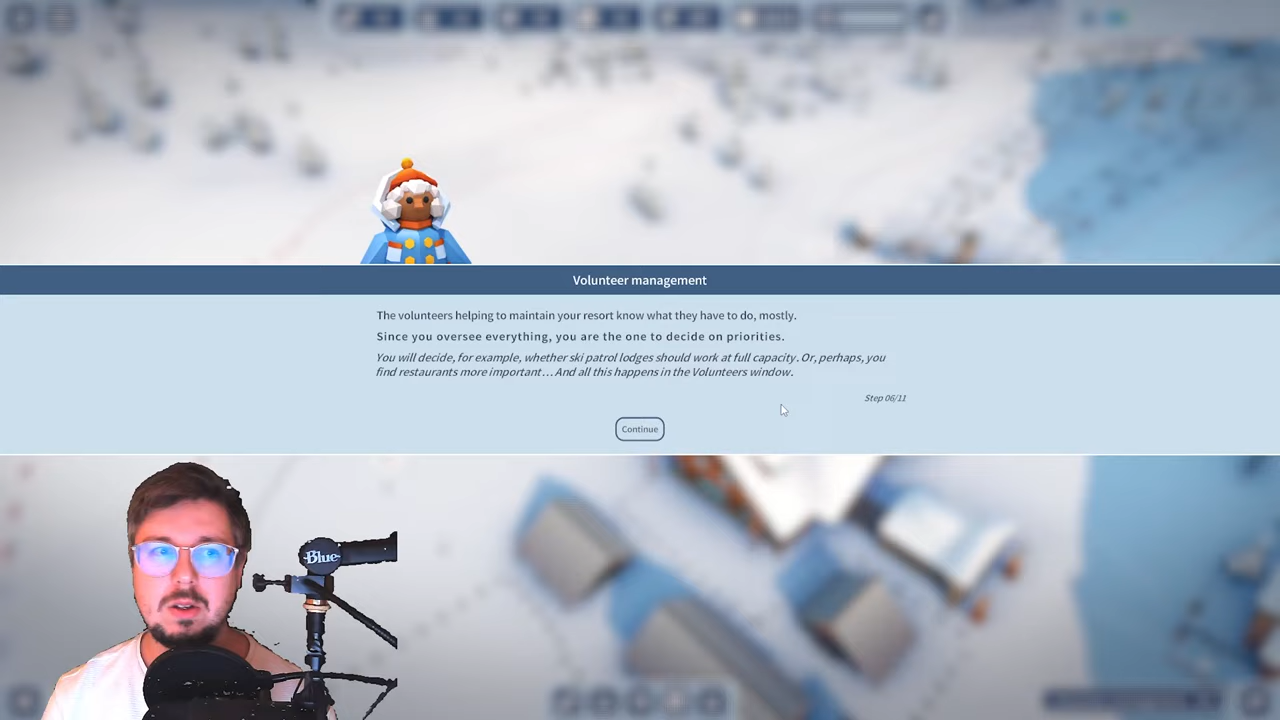 Volunteer management
The volunteers helping to maintain your resort know what they have to do, mostly.
Since you oversee everything, you are the one to decide on priorities.
You will decide, for example, whether ski patrol lodges should work at full capacity. Or, perhaps, you
find restaurants more important...And all this happens in the Volunteers window.
Step 06/11
Continue
Blue